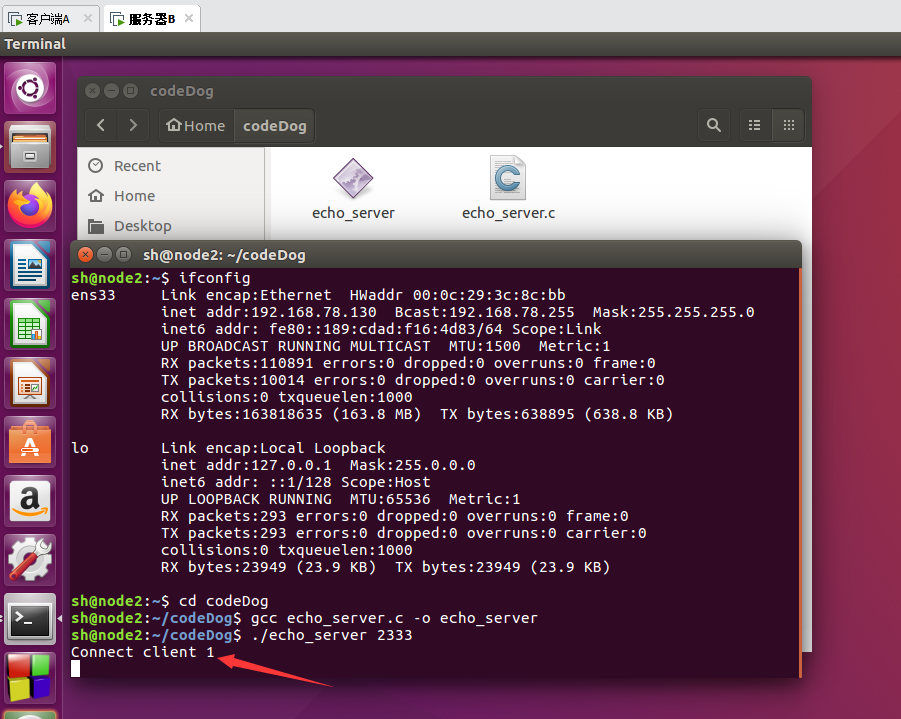 客户端A
服务器B
Terminal
codeDog
Home
codeDog
Recent
Home
Desktop
echo_server
echo_server.c
sh@node2: ~/codeDog
sh@node2:~$ ifconfig
ens33     Link encap:Ethernet  HWaddr 00:0c:29:3c:8c:bb
          inet addr:192.168.78.130  Bcast:192.168.78.255  Mask:255.255.255.0
          inet6 addr: fe80::189:cdad:f16:4d83/64 Scope:Link
          UP BROADCAST RUNNING MULTICAST  MTU:1500  Metric:1
          RX packets:110891 errors:0 dropped:0 overruns:0 frame:0
          TX packets:10014 errors:0 dropped:0 overruns:0 carrier:0
          collisions:0 txqueuelen:1000
          RX bytes:163818635 (163.8 MB)  TX bytes:638895 (638.8 KB)
lo        Link encap:Local Loopback
          inet addr:127.0.0.1  Mask:255.0.0.0
          inet6 addr: ::1/128 Scope:Host
          UP LOOPBACK RUNNING  MTU:65536  Metric:1
          RX packets:293 errors:0 dropped:0 overruns:0 frame:0
          TX packets:293 errors:0 dropped:0 overruns:0 carrier:0
          collisions:0 txqueuelen:1000
          RX bytes:23949 (23.9 KB)  TX bytes:23949 (23.9 KB)
sh@node2:~$ cd codeDog
sh@node2:~/codeDog$ gcc echo_server.c -o echo_server
sh@node2:~/codeDog$ ./echo_server 2333
Connect client 1